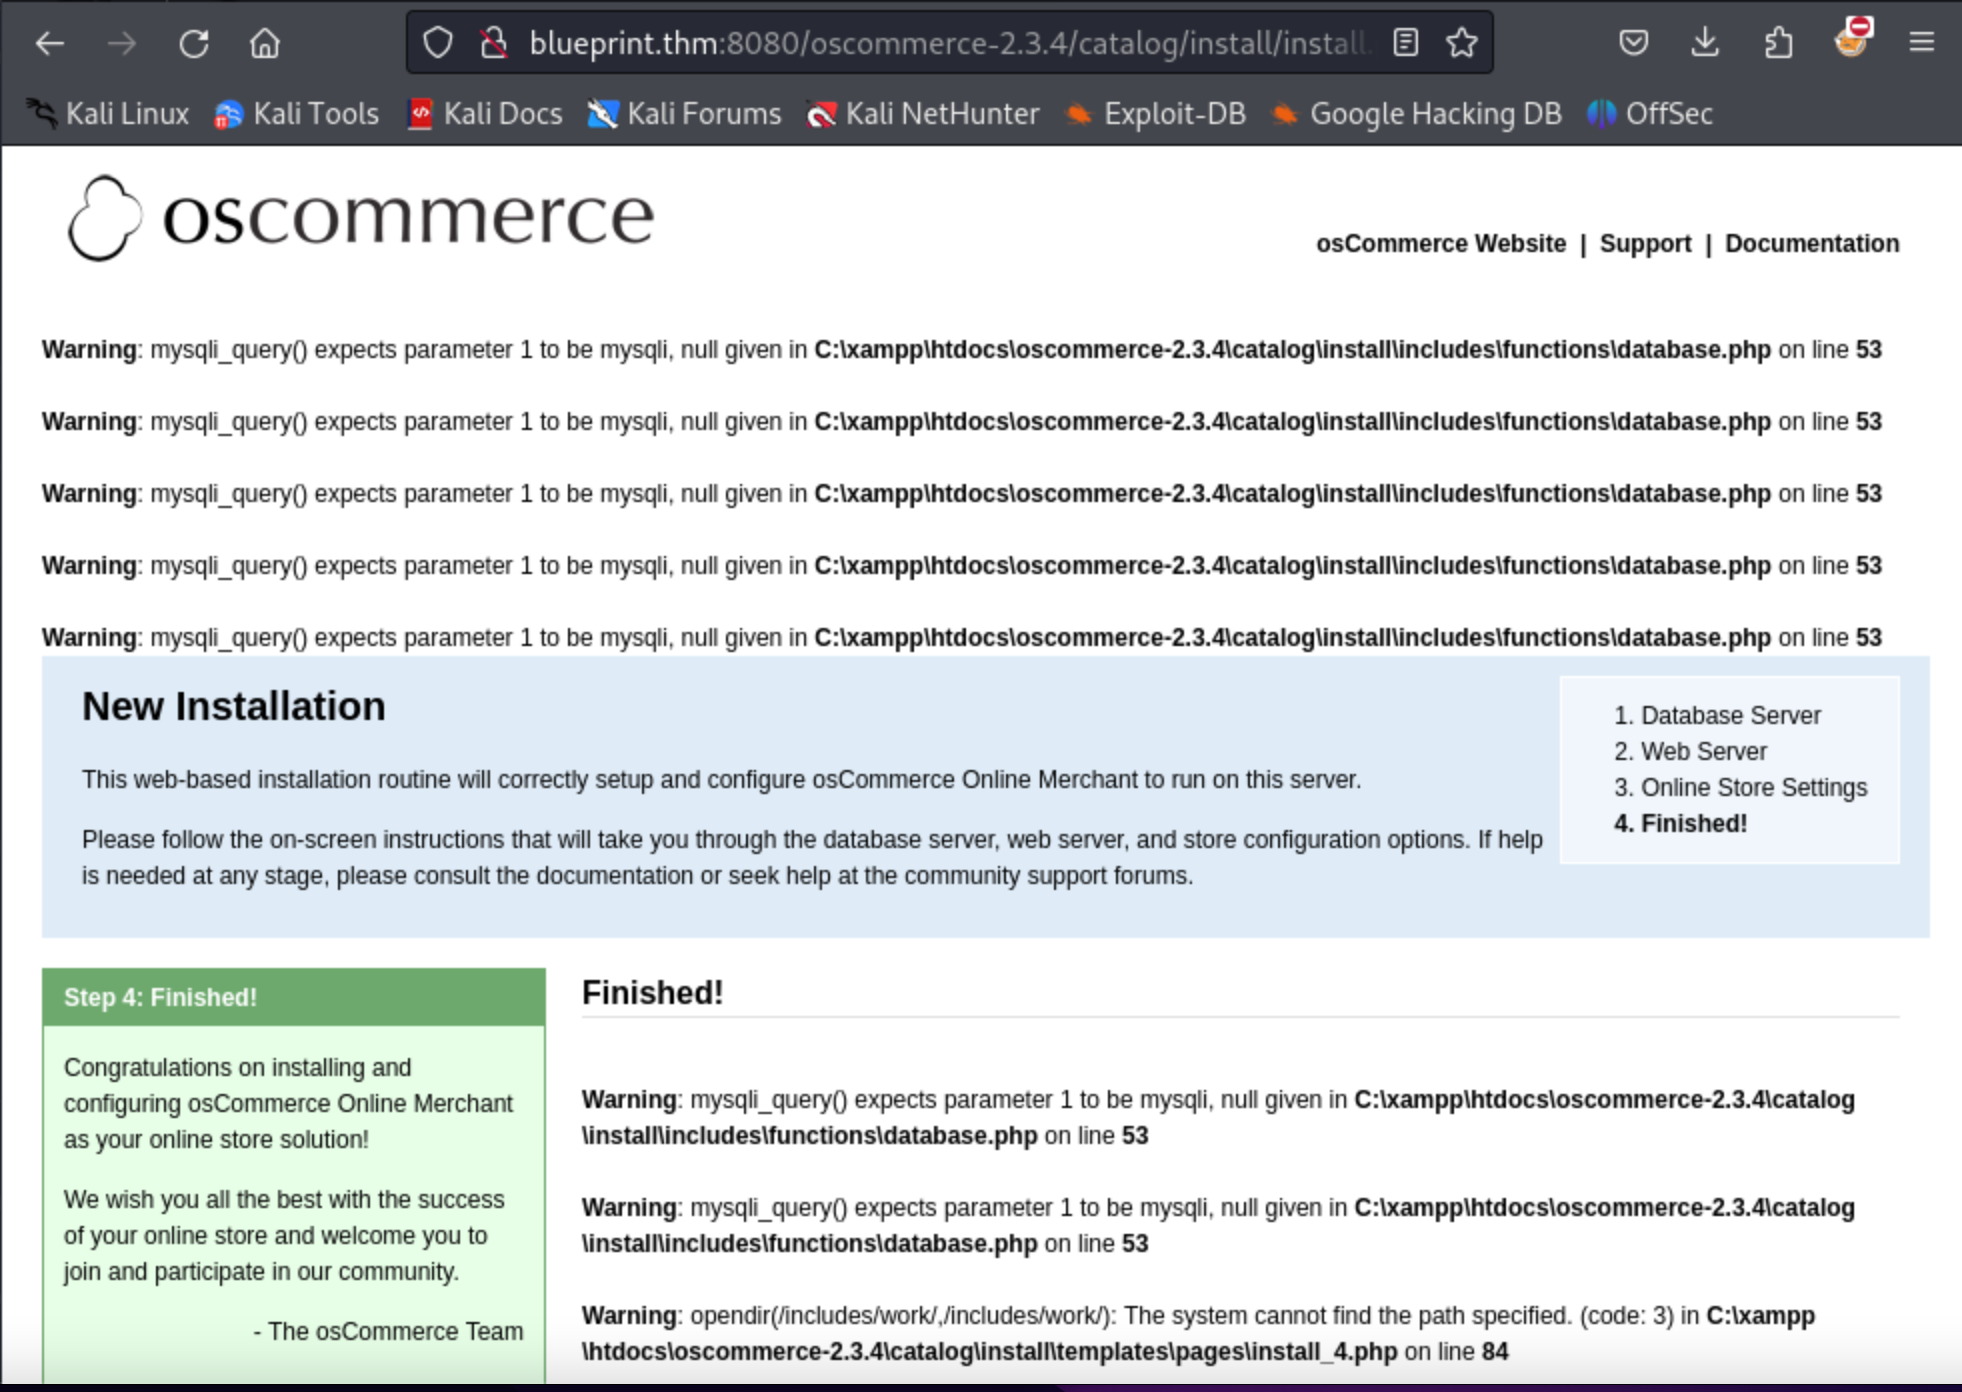 blueprint.thm:8080/oscommerce-2.3.4/catalog/install/install.
Kali Linux Kali Tools Kali Docs Kali Forums Kali NetHunter Exploit-DB Google Hacking DB OffSec
oscommerce
osCommerce Website | Support | Documentation
Warning: mysqli_query() expects parameter 1 to be mysqli, null given in C:\xampp\htdocs\oscommerce-2.3.4\catalog\install\includes\functions\database.php on line 53
Warning: mysqli_query() expects parameter 1 to be mysqli, null given in C:\xampp\htdocs\oscommerce-2.3.4\catalog\install\includes\functions\database.php on line 53
Warning: mysqli_query() expects parameter 1 to be mysqli, null given in C:\xampp\htdocs\oscommerce-2.3.4\catalog\install\includes\functions\database.php on line 53
Warning: mysqli_query() expects parameter 1 to be mysqli, null given in C:\xampp\htdocs\oscommerce-2.3.4\catalog\install\includes\functions\database.php on line 53
Warning: mysqli_query() expects parameter 1 to be mysqli, null given in C:\xampp\htdocs\oscommerce-2.3.4\catalog\install\includes\functions\database.php on line 53
New Installation
This web-based installation routine will correctly setup and configure osCommerce Online Merchant to run on this server.
Please follow the on-screen instructions that will take you through the database server, web server, and store configuration options. If help
is needed at any stage, please consult the documentation or seek help at the community support forums.
1. Database Server
2. Web Server
3. Online Store Settings
4. Finished!
Step 4: Finished!
Congratulations on installing and
configuring osCommerce Online Merchant
as your online store solution!
We wish you all the best with the success
of your online store and welcome you to
join and participate in our community.
- The osCommerce Team
Finished!
Warning: mysqli_query() expects parameter 1 to be mysqli, null given in C:\xampp\htdocs\oscommerce-2.3.4\catalog
\install\includes\functions\database.php on line 53
Warning: mysqli_query() expects parameter 1 to be mysqli, null given in C:\xampp\htdocs\oscommerce-2.3.4\catalog
\install\includes\functions\database.php on line 53
Warning: opendir(/includes/work/,/includes/work/): The system cannot find the path specified. (code: 3) in C:\xampp
\htdocs\oscommerce-2.3.4\catalog\install\templates\pages\install_4.php on line 84